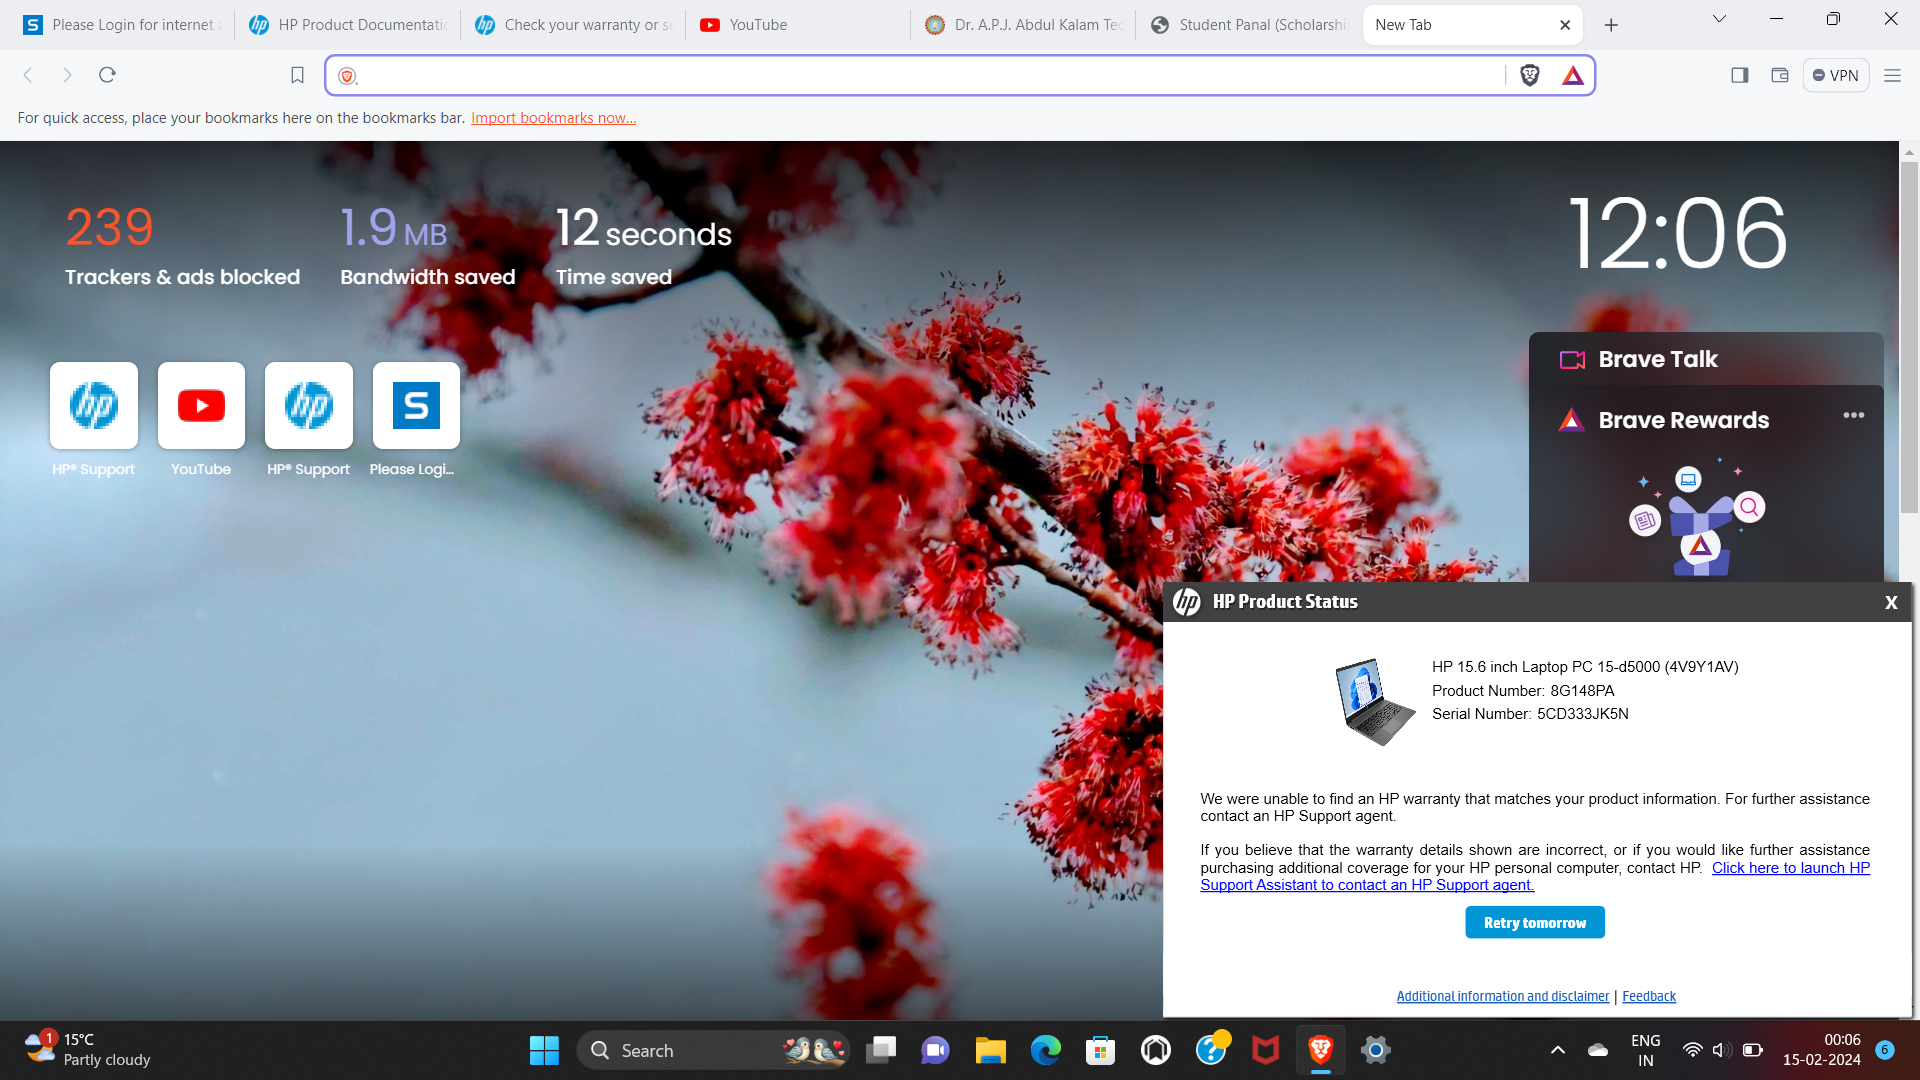 Please Login for internet a
HP Product Documentatio
Check your warranty or se
YouTube
Dr. A.P.J. Abdul Kalam Tec
Student Panal (Scholarshi
New Tab
VPN
For quick access, place your bookmarks here on the bookmarks bar. Import bookmarks now...
239
Trackers & ads blocked
1.9 MB
Bandwidth saved
12 seconds
Time saved
12:06
HP® Support
YouTube
HP® Support
Please Logi...
Brave Talk
Brave Rewards
HP Product Status
X
HP 15.6 inch Laptop PC 15-d5000 (4V9Y1AV)
Product Number: 8G148PA
Serial Number: 5CD333JK5N
We were unable to find an HP warranty that matches your product information. For further assistance
contact an HP Support agent.
If you believe that the warranty details shown are incorrect, or if you would like further assistance
purchasing additional coverage for your HP personal computer, contact HP. Click here to launch HP
Support Assistant to contact an HP Support agent.
Retry tomorrow
Additional information and disclaimer | Feedback
1
15°C
Partly cloudy
Search
ENG
IN
00:06
15-02-2024
6